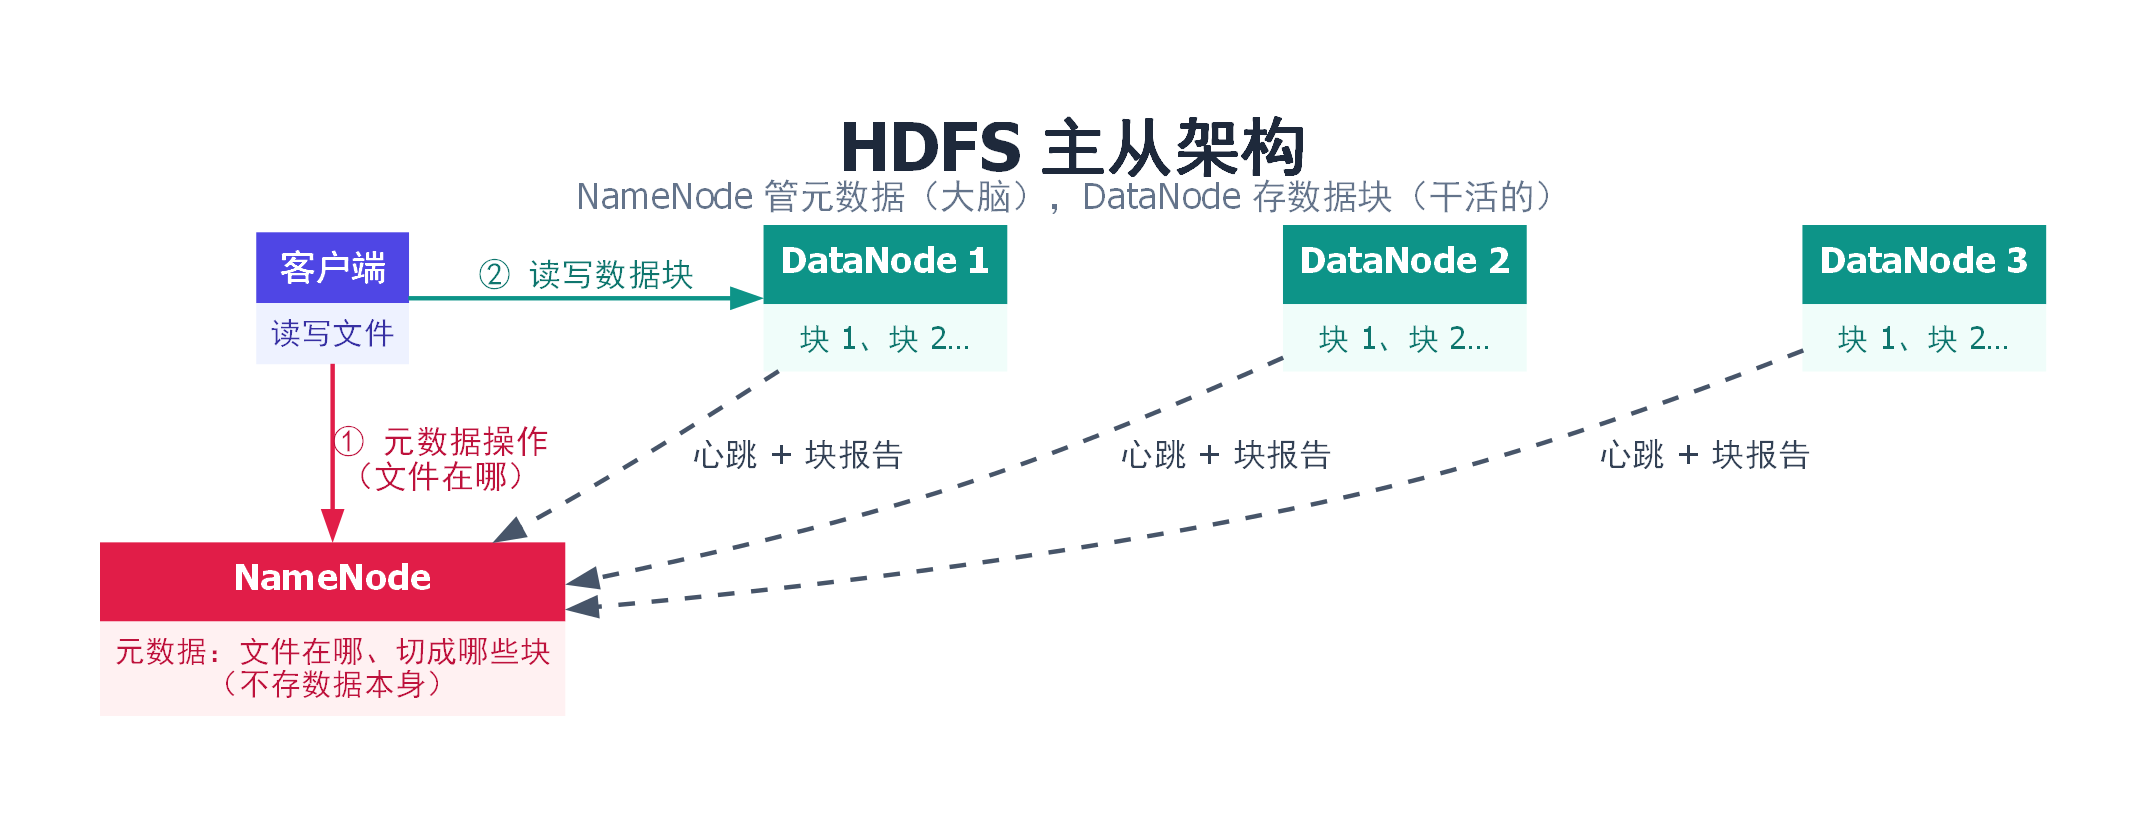 HDFS 主从架构
NameNode 管元数据（大脑），DataNode 存数据块（干活的）
客户端
读写文件
② 读写数据块
DataNode 1
块 1、块 2...
DataNode 2
块 1、块 2...
DataNode 3
块 1、块 2...
① 元数据操作
（文件在哪）
心跳 + 块报告
心跳 + 块报告
心跳 + 块报告
NameNode
元数据：文件在哪、切成哪些块
（不存数据本身）